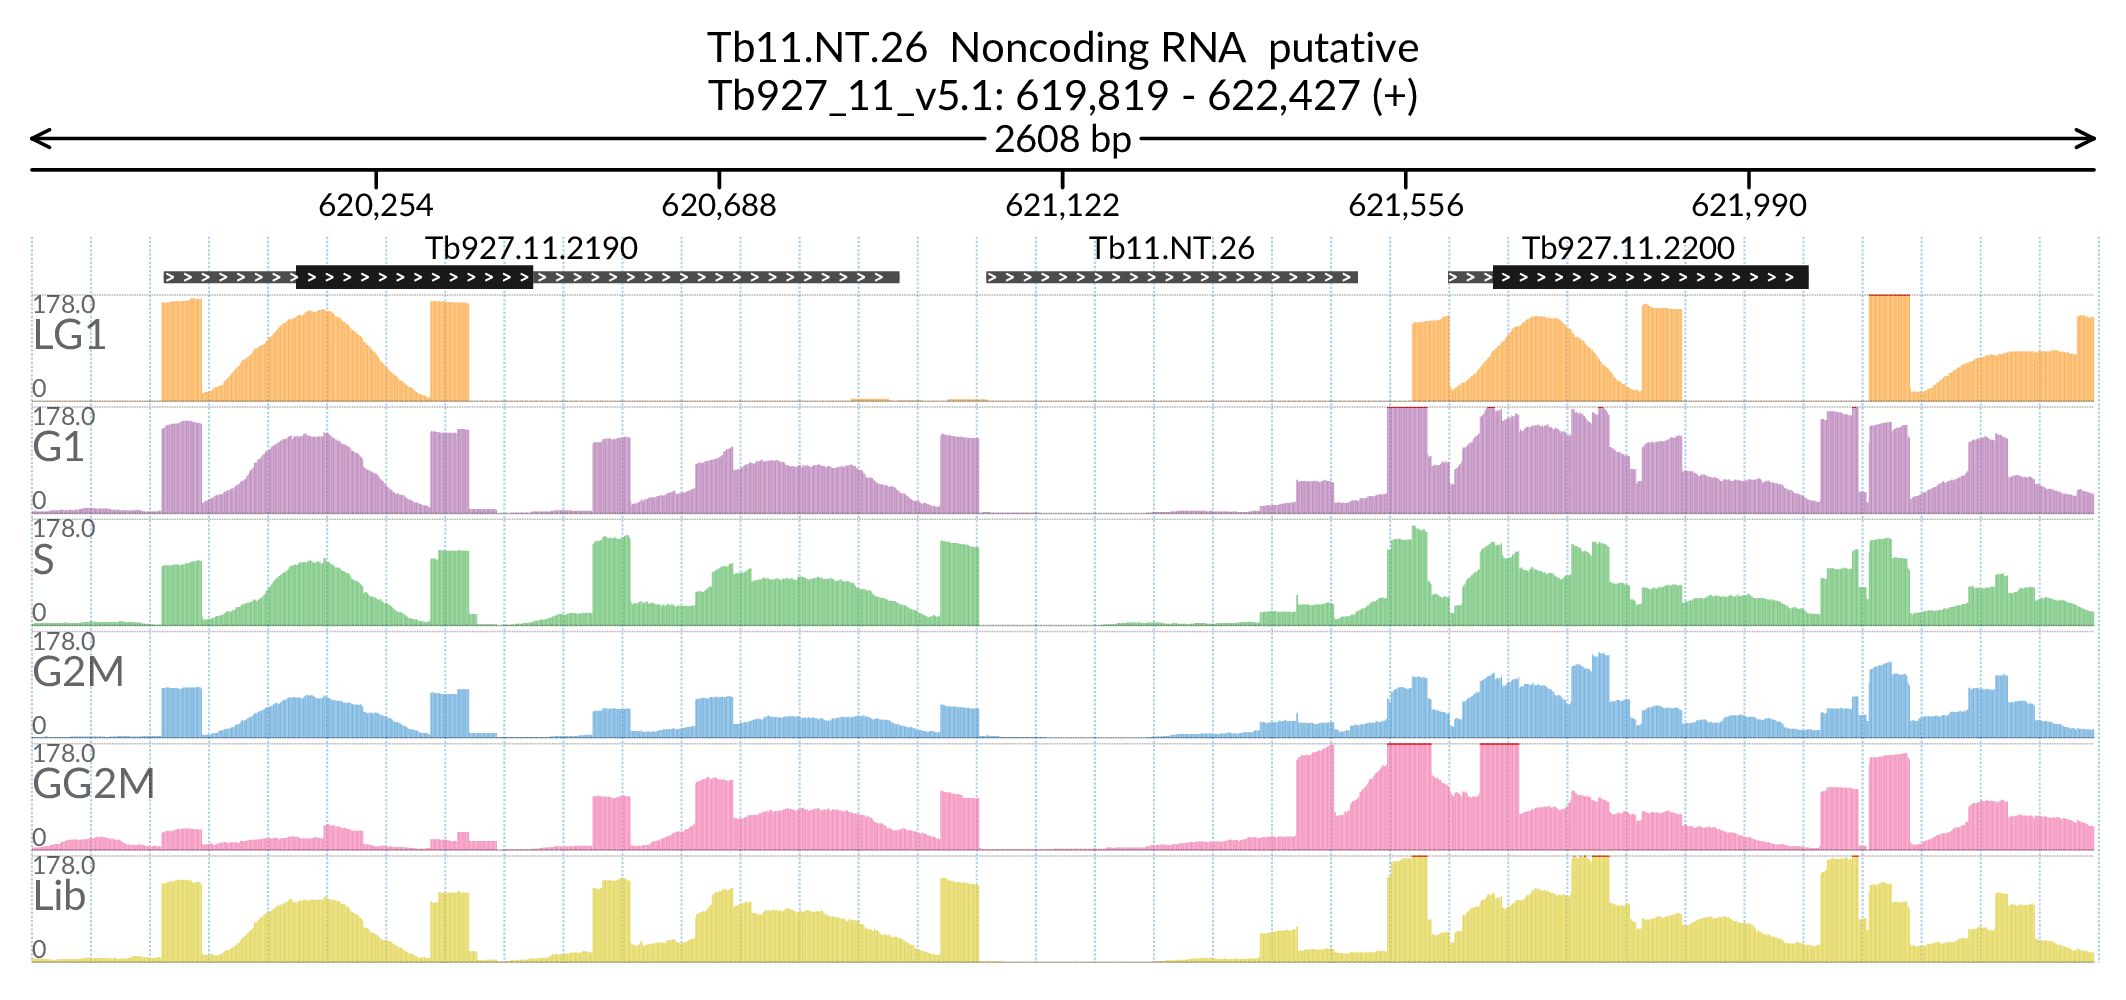 Tb11.NT.26 Noncoding RNA putative
Tb927_11_v5.1: 619,819 - 622,427 (+)
2608 bp
620,254 620,688 621,122 621,556 621,990
Tb927.11.2190 Tb11.NT.26 Tb927.11.2200
178.0
LG1
0
178.0
G1
0
178.0
S
0
178.0
G2M
0
178.0
GG2M
0
178.0
Lib
0